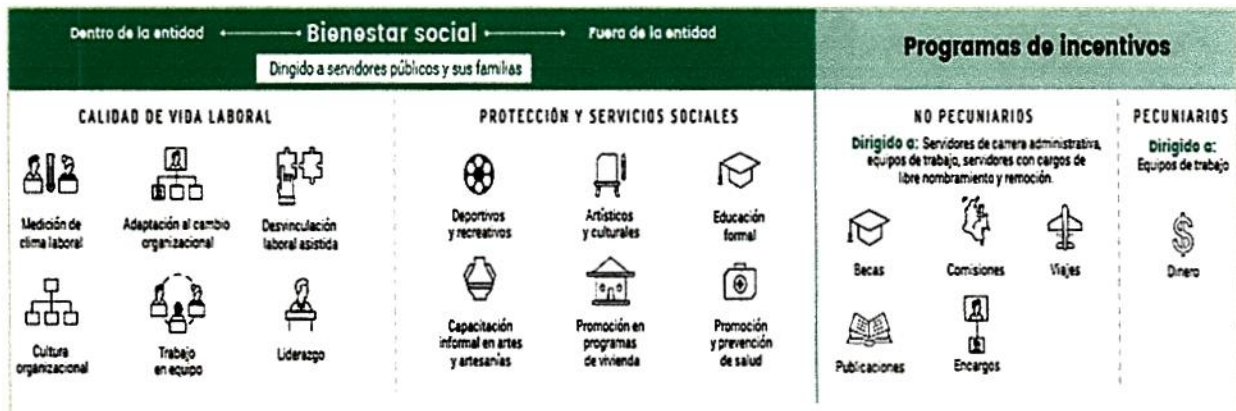 Dentro de la entidad
Bienestar social
Fuera de la entidad
Dirigido a servidores públicos y sus familias
Programas de incentivos
CALIDAD DE VIDA LABORAL
Medición de
clima laboral
Adaptación al cambio
organizacional
Desvinculación
laboral asistida
Cultura
organizacional
Trabajo
en equipo
Liderazgo
PROTECCIÓN Y SERVICIOS SOCIALES
Deportivos
y recreativos
Artísticos
y culturales
Educación
formal
Capacitación
informal en artes
y artesanías
Promoción en
programas
de vivienda
Promoción
y prevención
de salud
NO PECUNIARIOS
Dirigido a: Servidores de carrera administrativa,
equipos de trabajo, servidores con cargos de
libre nombramiento y remoción.
Becas
Comisiones
Viajes
Publicaciones
Encargos
PECUNIARIOS
Dirigido a:
Equipos de trabajo
$
Dinero